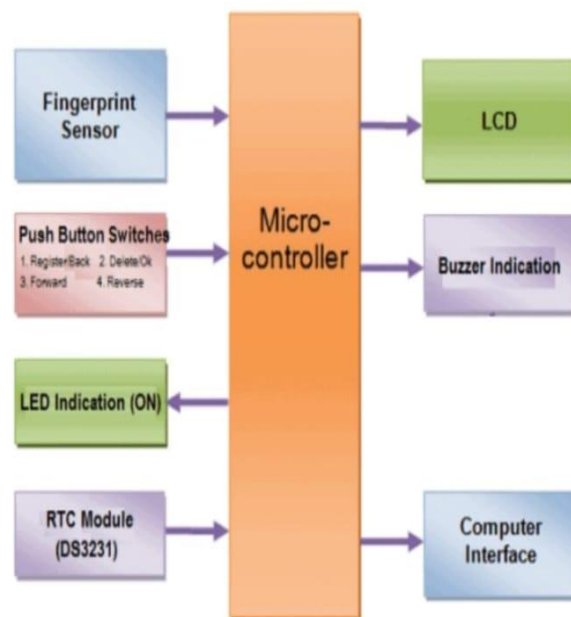 Fingerprint
Sensor
Push Button Switches
1. Register/Back 2. Delete/Ok
3. Forward 4. Reverse
LED Indication (ON)
RTC Module
(DS3231)
Micro-
controller
LCD
Buzzer Indication
Computer
Interface